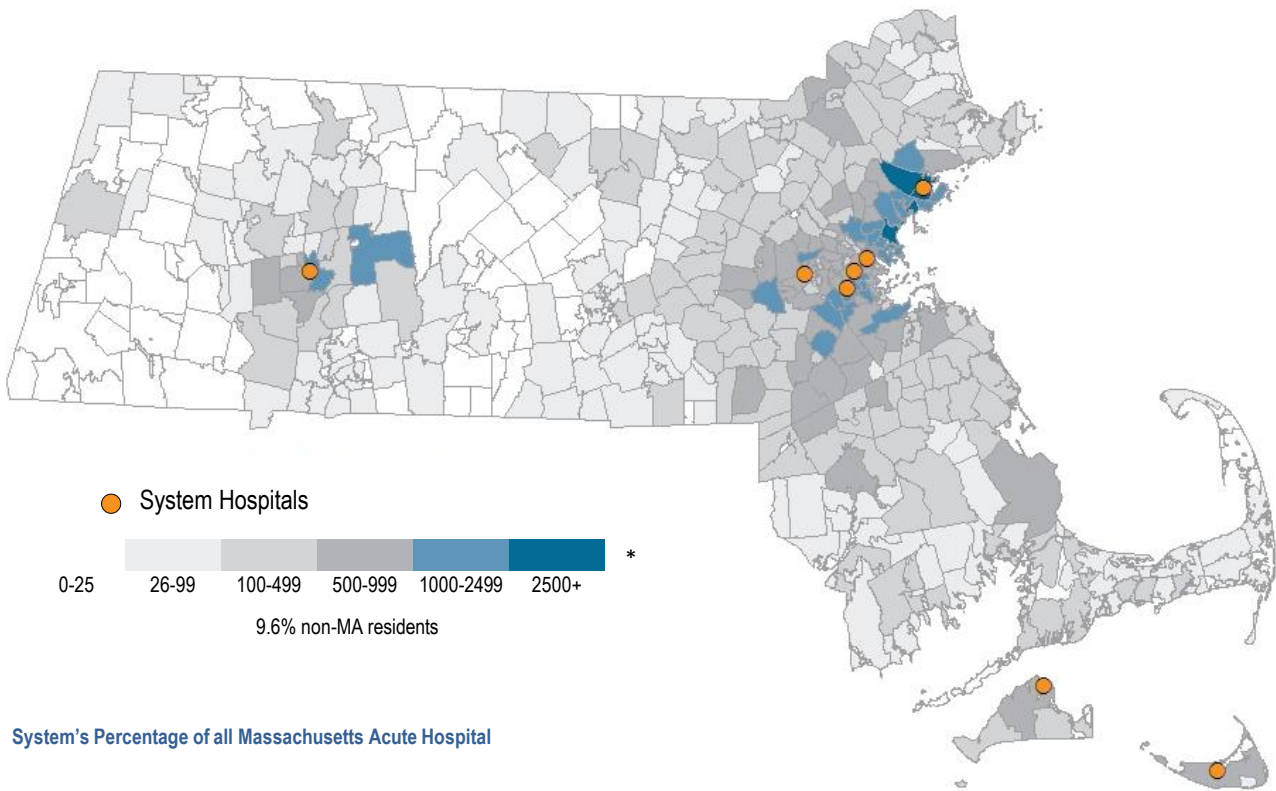 System Hospitals
*
0-25 26-99 100-499 500-999 1000-2499 2500+
9.6% non-MA residents
System's Percentage of all Massachusetts Acute Hospital